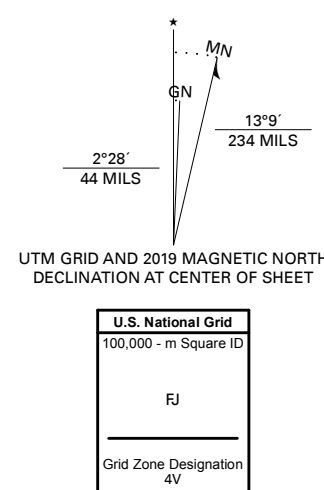 ★
MN
GN
13°9´
234 MILS
2°28´
44 MILS
UTM GRID AND 2019 MAGNETIC NORTH
DECLINATION AT CENTER OF SHEET
U.S. National Grid
100,000 - m Square ID
FJ
Grid Zone Designation
4V